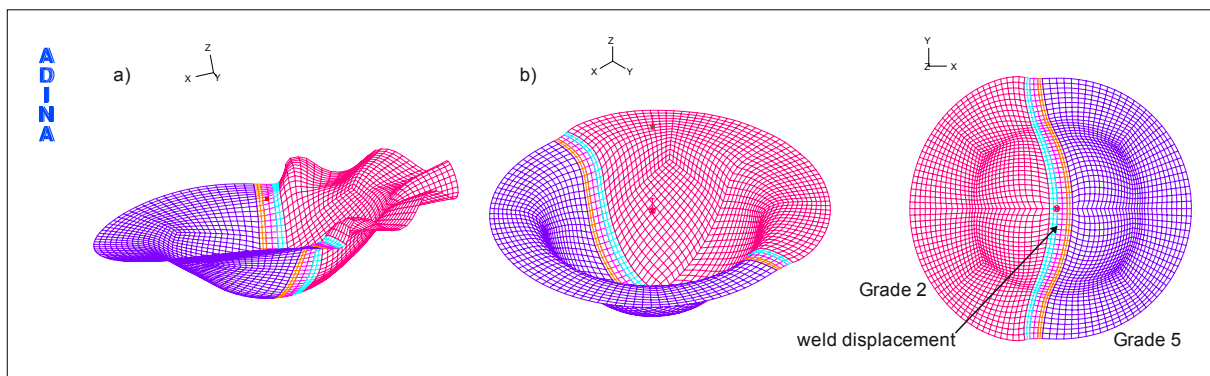 ADINA
a)
Z
X
Y
b)
Z
X
Y
Y
Z
X
Grade 2
weld displacement
Grade 5